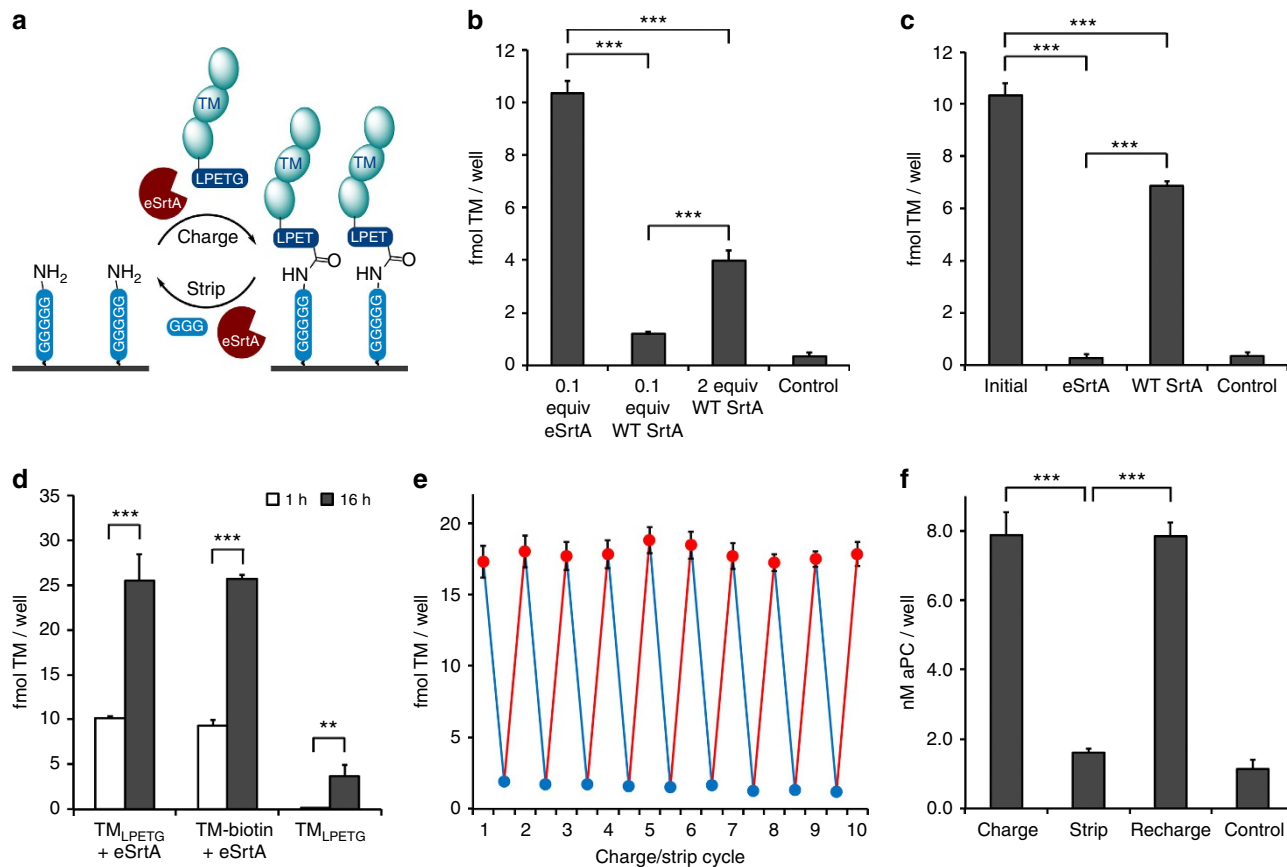 a
TM
LPETG
eSrtA
Charge
Strip
GGG
eSrtA
NH2
NH2
GGGGG
GGGGG
TM
TM
LPET
LPET
HN
O
HN
O
GGGGG
GGGGG
b
***
***
***
fmol TM / well
12
10
8
6
4
2
0
0.1 equiv eSrtA
0.1 equiv WT SrtA
2 equiv WT SrtA
Control
c
***
***
***
fmol TM / well
12
10
8
6
4
2
0
Initial eSrtA WT SrtA Control
d
1 h 16 h
***
***
**
fmol TM / well
35
30
25
20
15
10
5
0
TMLPETG + eSrtA
TM-biotin + eSrtA
TMLPETG
e
fmol TM / well
20
15
10
5
0
1 2 3 4 5 6 7 8 9 10
Charge/strip cycle
f
*** ***
nM aPC / well
8.0
6.0
4.0
2.0
0.0
Charge Strip Recharge Control